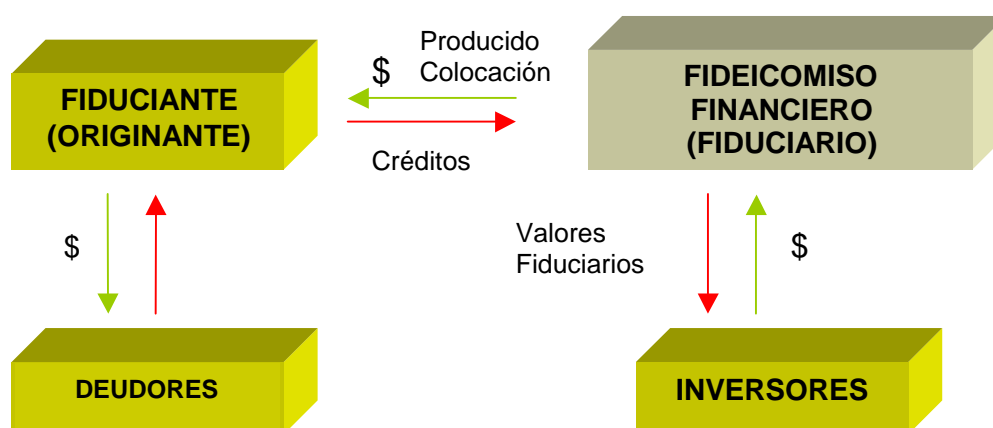 Producido
$ Colocación
FIDUCIANTE
(ORIGINANTE)
FIDEICOMISO
FINANCIERO
(FIDUCIARIO)
Créditos
$
Valores
Fiduciarios
$
DEUDORES
INVERSORES